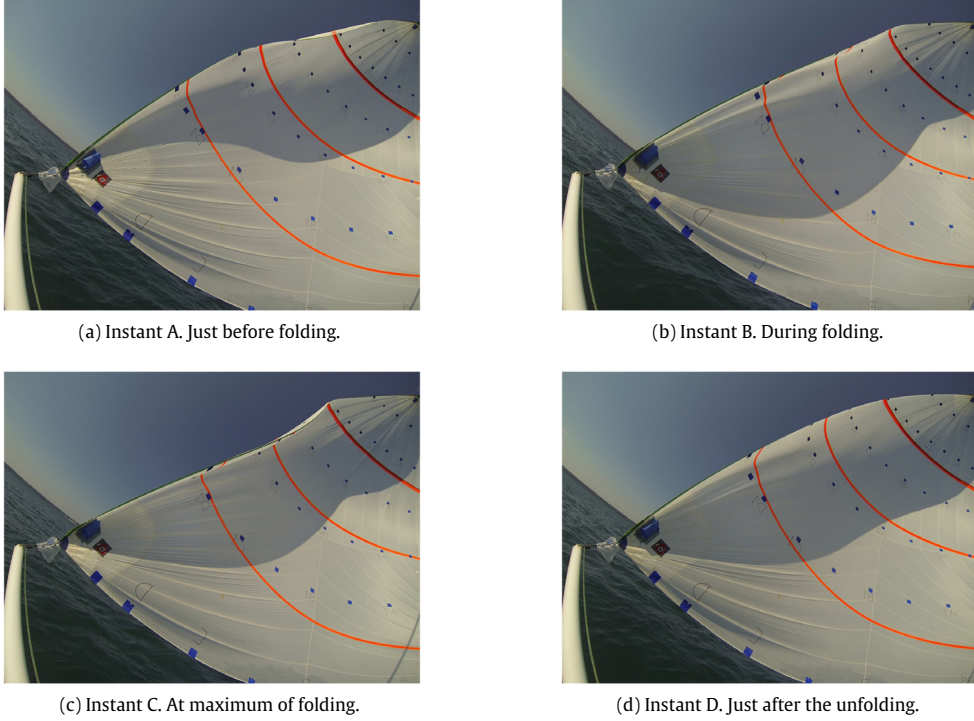 (a) Instant A. Just before folding.
(b) Instant B. During folding.
(c) Instant C. At maximum of folding.
(d) Instant D. Just after the unfolding.